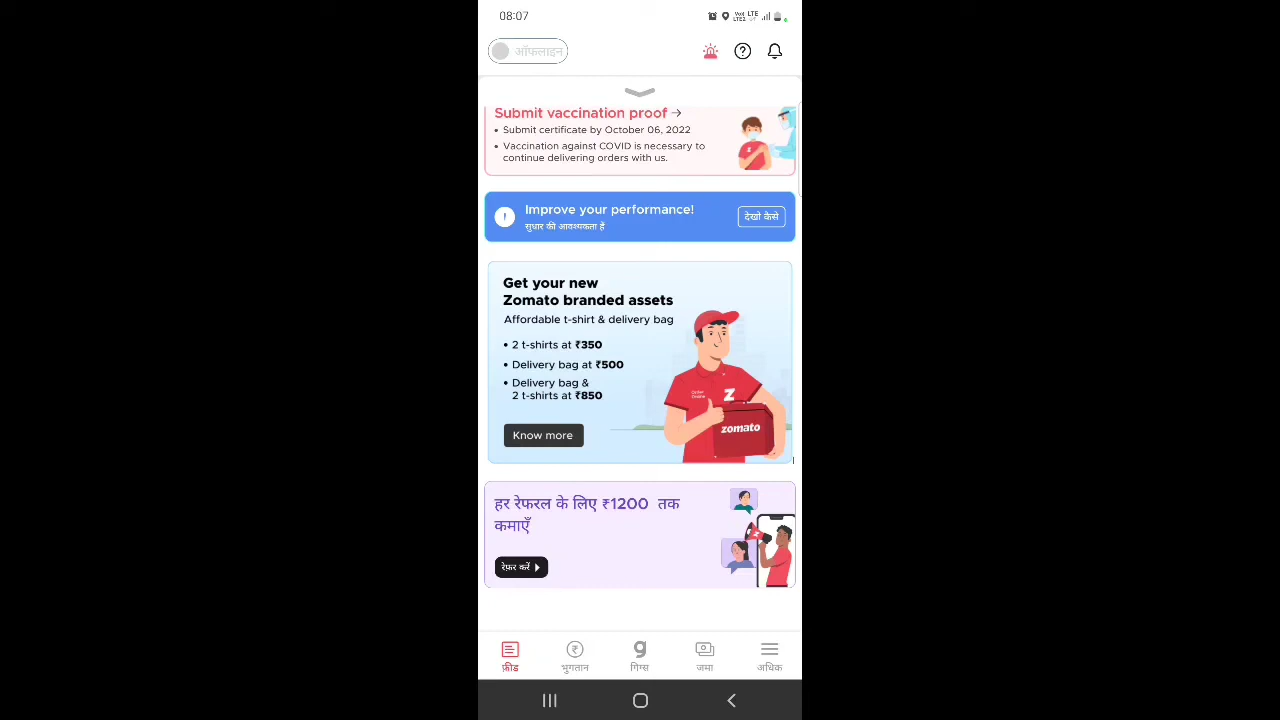 08:07
ऑफलाइन
Submit vaccination proof →
• Submit certificate by October 06, 2022
• Vaccination against COVID is necessary to
continue delivering orders with us.
Improve your performance!
सुधार की आवश्यकता हैं
देखो कैसे
Get your new
Zomato branded assets
Affordable t-shirt & delivery bag
• 2 t-shirts at ₹350
• Delivery bag at ₹500
• Delivery bag &
2 t-shirts at ₹850
Know more
zomato
हर रेफरल के लिए ₹1200 तक
कमाएँ
रेफ़र करें
फ़ीड
भुगतान
गिग्स
जमा
अधिक